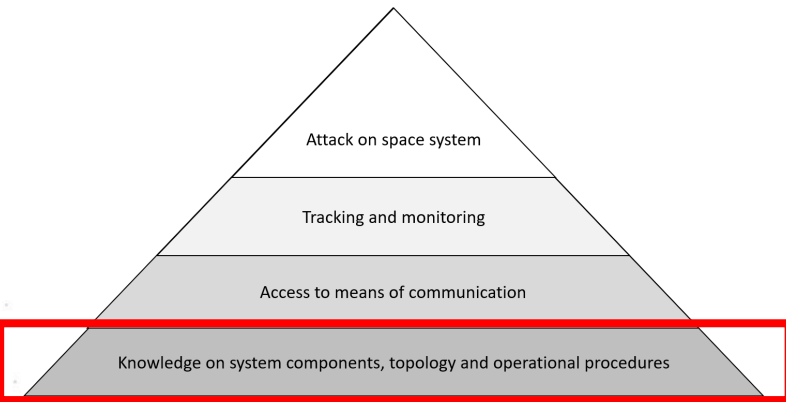 Attack on space system
Tracking and monitoring
Access to means of communication
Knowledge on system components, topology and operational procedures